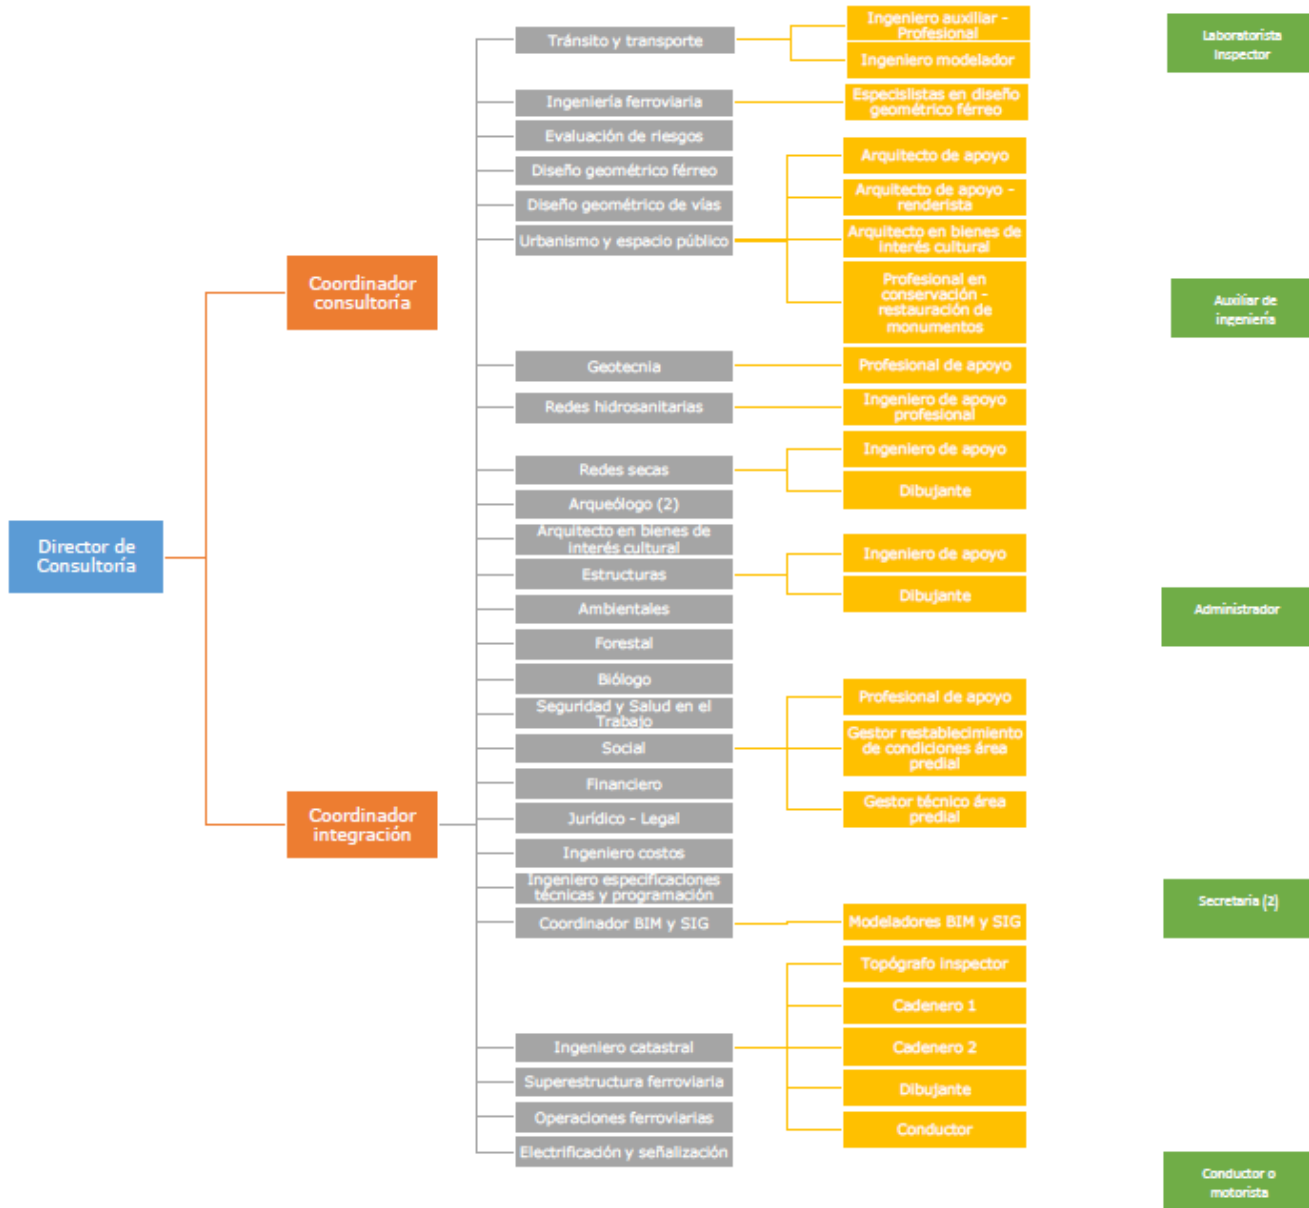 Director de
Consultoría
Coordinador
consultoría
Coordinador
integración
Tránsito y transporte
Ingeniería ferroviaria
Evaluación de riesgos
Diseño geométrico férreo
Diseño geométrico de vías
Urbanismo y espacio público
Geotecnia
Redes hidrosanitarias
Redes secas
Arqueólogo (2)
Arquitecto en bienes de
interés cultural
Estructuras
Ambientales
Forestal
Biólogo
Seguridad y Salud en el
Trabajo
Social
Financiero
Jurídico - Legal
Ingeniero costos
Ingeniero especificaciones
técnicas y programación
Coordinador BIM y SIG
Ingeniero catastral
Superestructura ferroviaria
Operaciones ferroviarias
Electrificación y señalización
Ingeniero auxiliar -
Profesional
Ingeniero modelador
Especislistas en diseño
geométrico férreo
Arquitecto de apoyo
Arquitecto de apoyo -
renderista
Arquitecto en bienes de
interés cultural
Profesional en
conservación -
restauración de
monumentos
Profesional de apoyo
Ingeniero de apoyo
profesional
Ingeniero de apoyo
Dibujante
Ingeniero de apoyo
Dibujante
Profesional de apoyo
Gestor restablecimiento
de condiciones área
predial
Gestor técnico área
predial
Modeladores BIM y SIG
Topógrafo inspector
Cadenero 1
Cadenero 2
Dibujante
Conductor
Laboratorista
Inspector
Auxiliar de
ingeniería
Administrador
Secretaria (2)
Conductor o
motorista